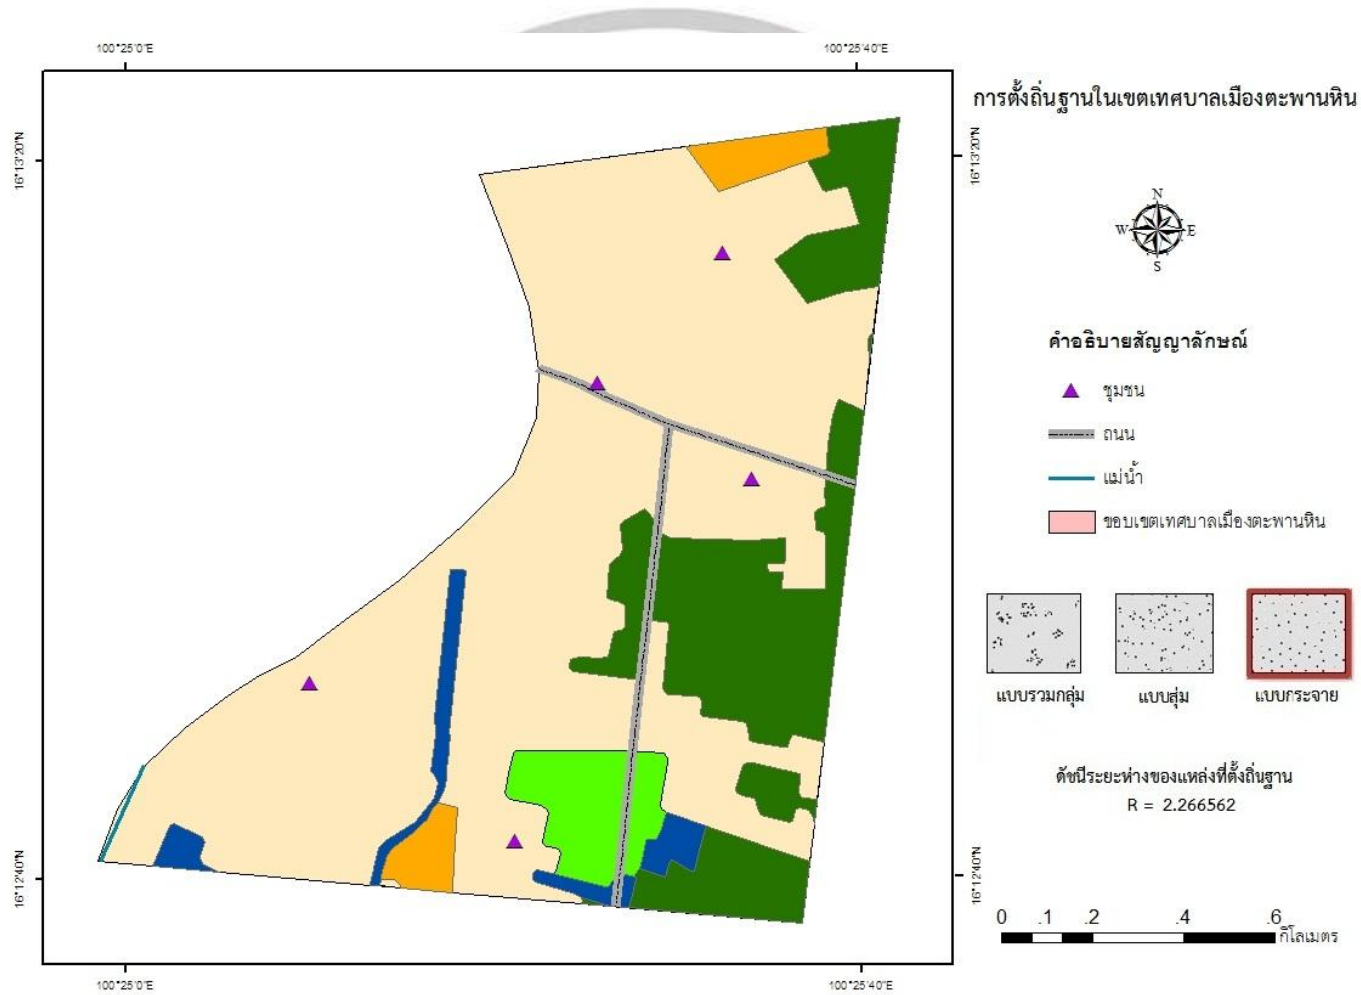 100°25'0"E
100°25'40"E
16°13'20"N
16°13'20"N
การตั้งถิ่นฐานในเขตเทศบาลเมืองตะพานหิน
N
W
E
S
คำอธิบายสัญญาลักษณ์
ชุมชน
ถนน
แม่น้ำ
ขอบเขตเทศบาลเมืองตะพานหิน
แบบรวมกลุ่ม
แบบสุ่ม
แบบกระจาย
ดัชนีระยะห่างของแหล่งที่ตั้งถิ่นฐาน
R = 2.266562
16°12'40"N
16°12'40"N
0 .1 .2 .4 .6
กิโลเมตร
100°25'0"E
100°25'40"E